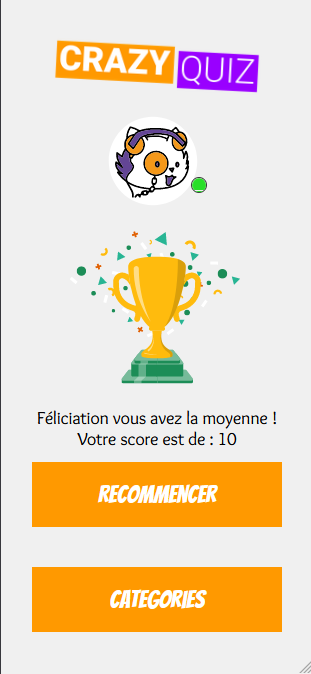 CRAZY QUIZ
Féliciation vous avez la moyenne !
Votre score est de : 10
RECOMMENCER
CATEGORIES